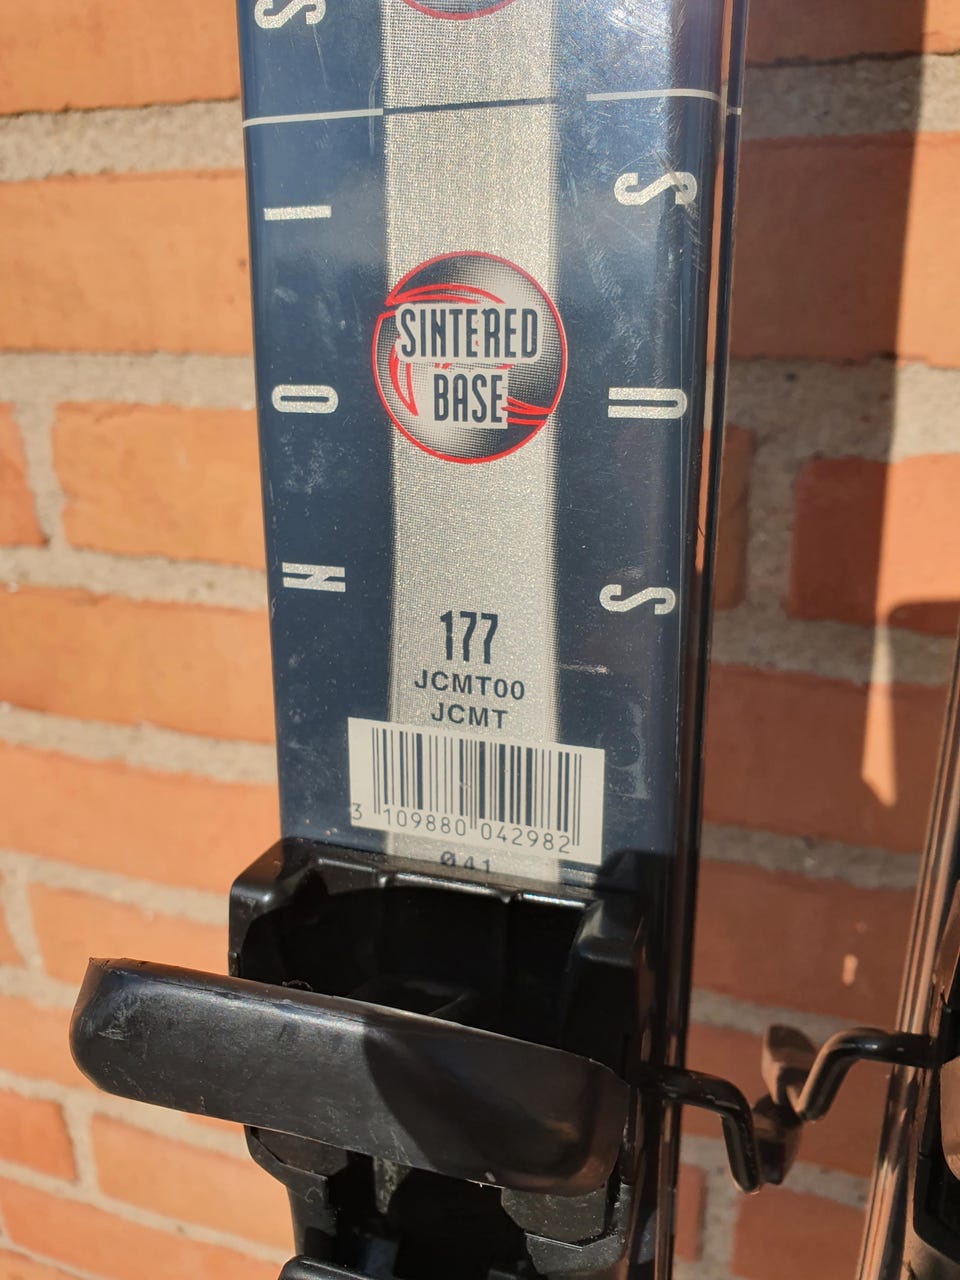 S I O N
S U S
SINTERED
BASE
177
JCMT00
JCMT
3 109880 042982
041